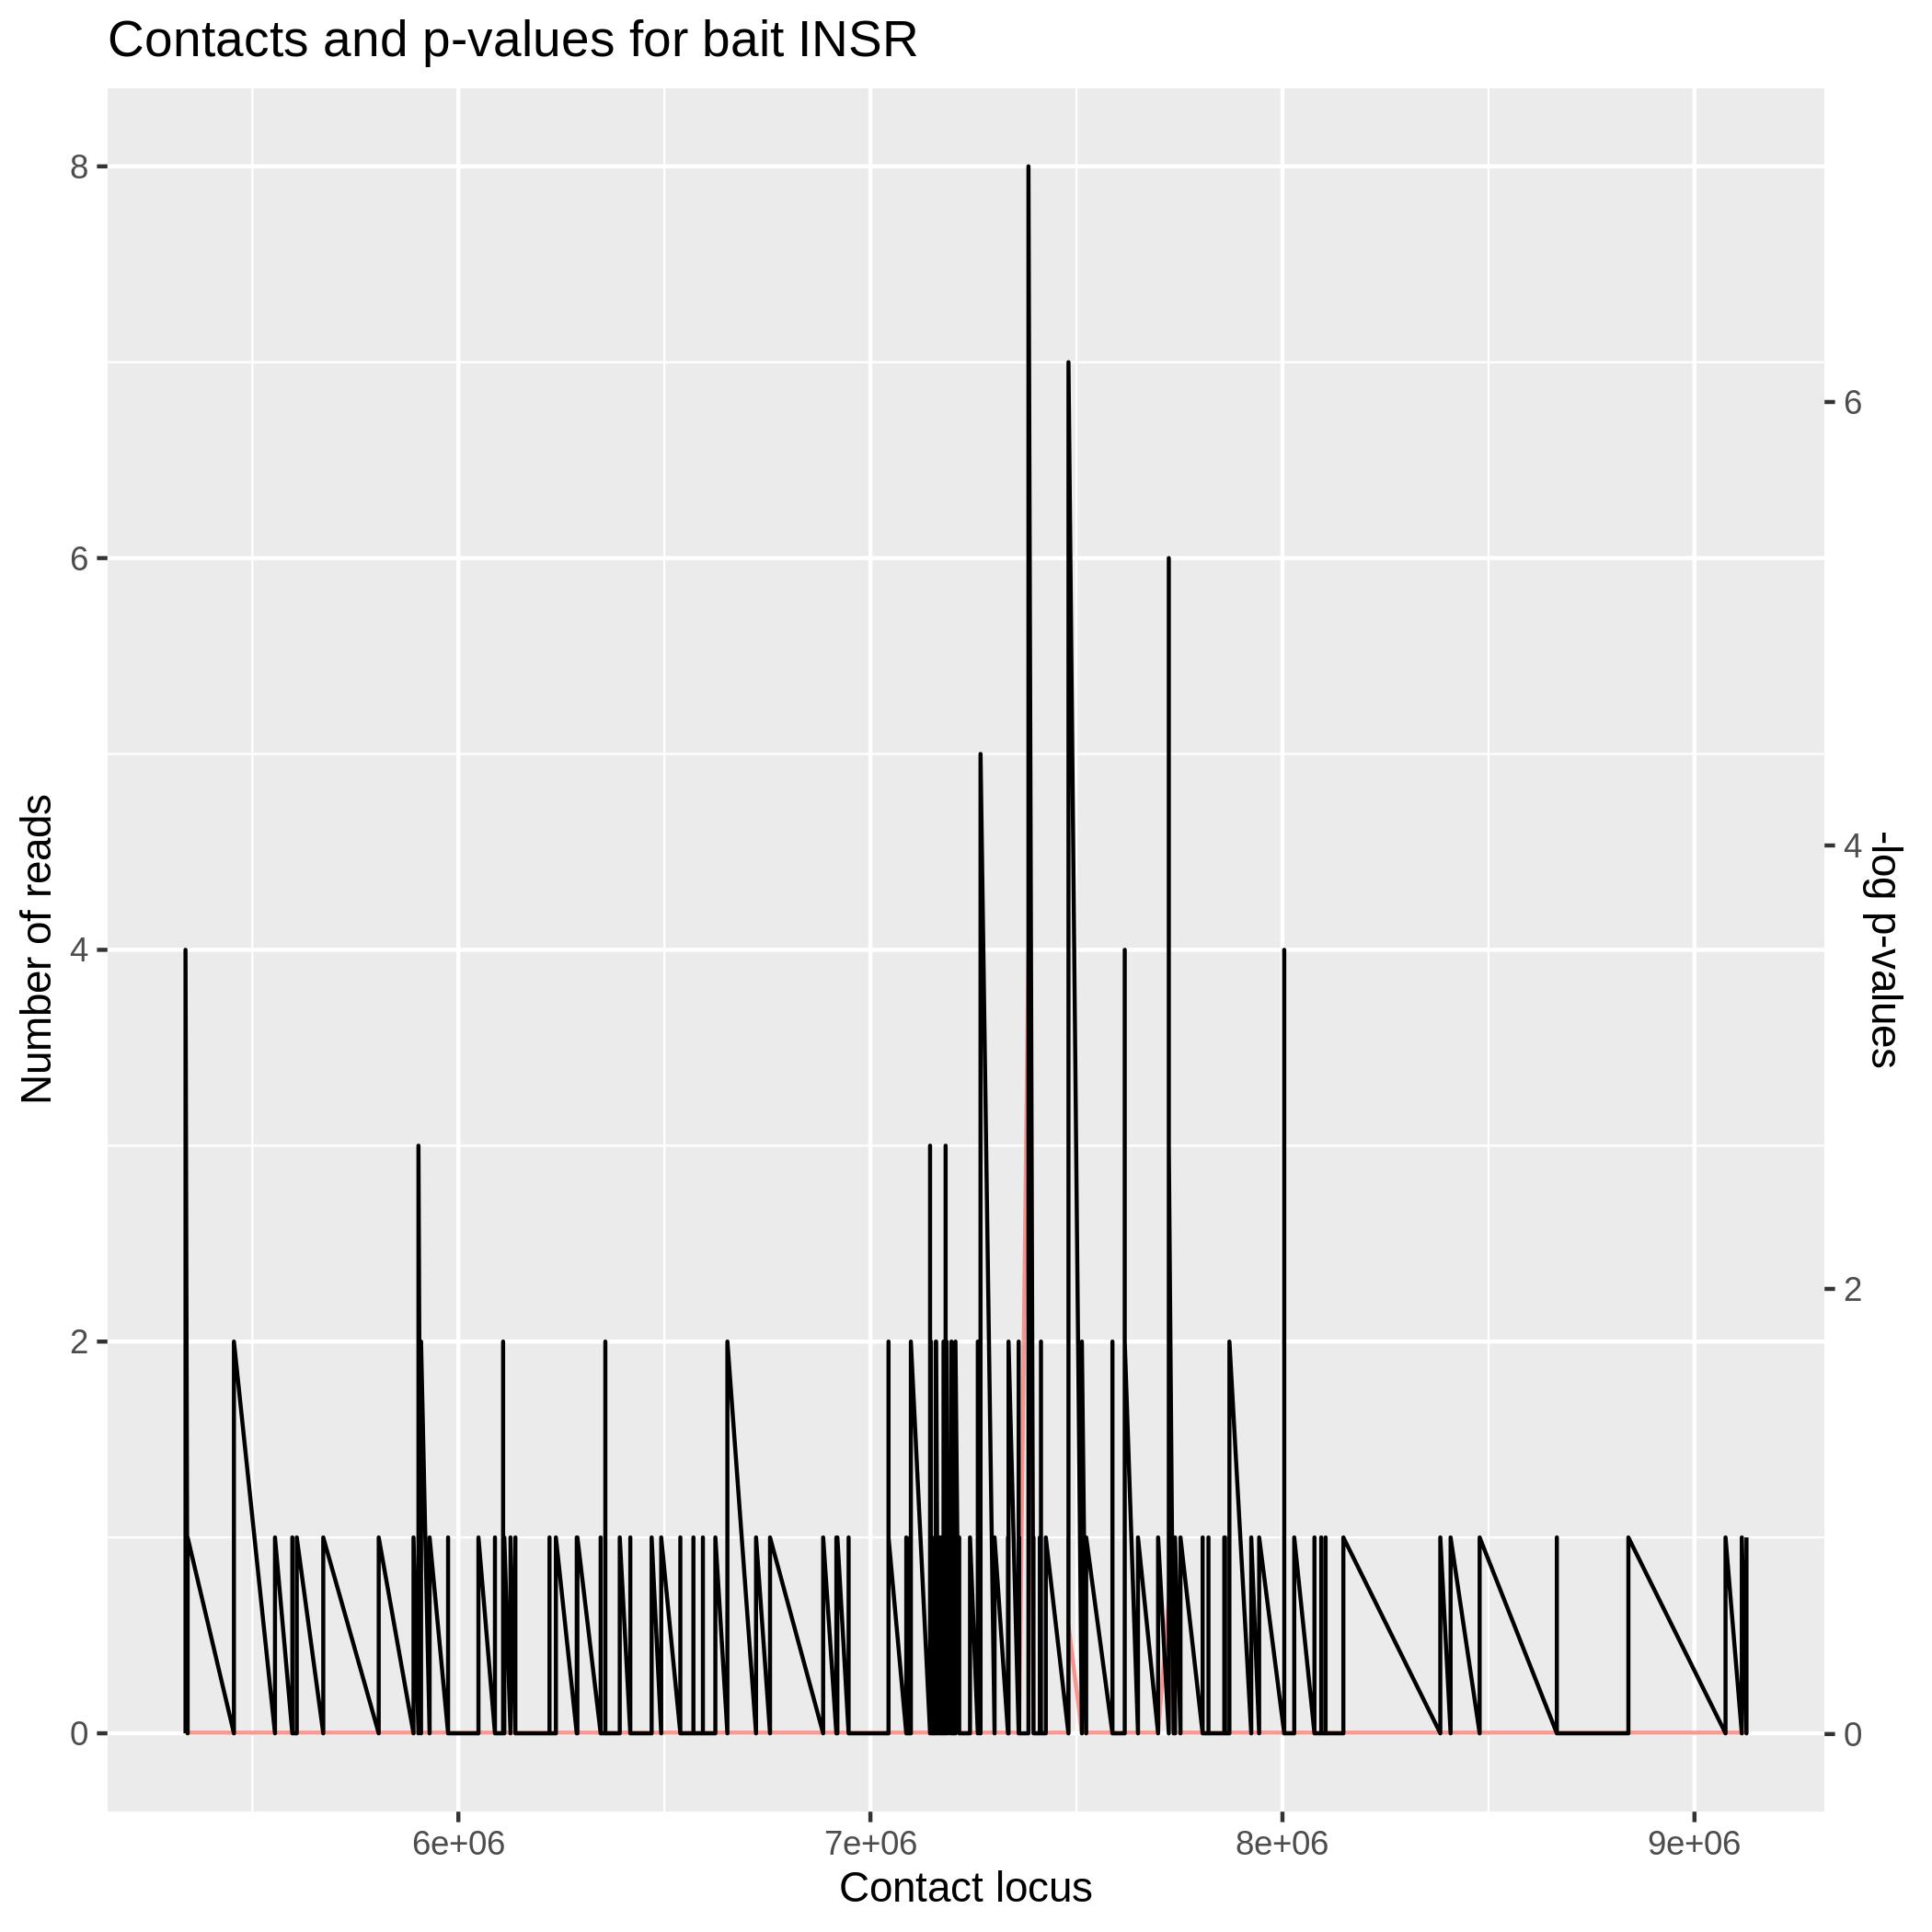 Contacts and p-values for bait INSR
8
6
4
2
0
Number of reads
6
4
2
0
-log p-values
6e+06
7e+06
8e+06
9e+06
Contact locus